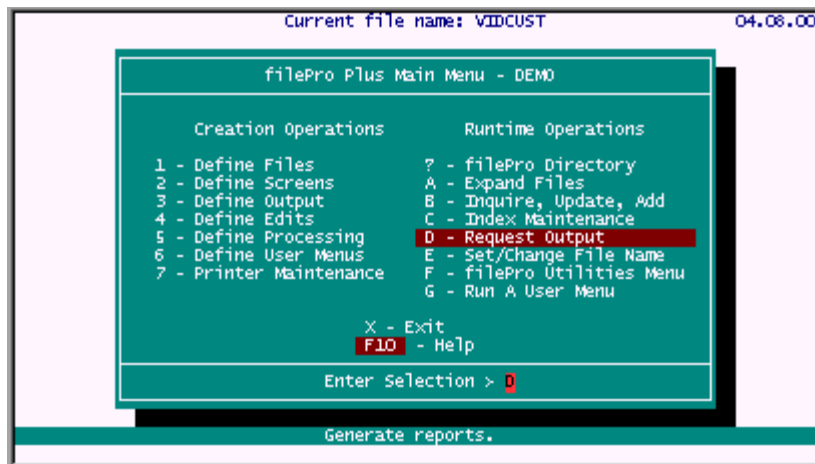 Current file name: VIDCUST 04.08.00
filePro Plus Main Menu - DEMO
Creation Operations Runtime Operations
1 - Define Files ? - filePro Directory
2 - Define Screens A - Expand Files
3 - Define Output B - Inquire, Update, Add
4 - Define Edits C - Index Maintenance
5 - Define Processing D - Request Output
6 - Define User Menus E - Set/Change File Name
7 - Printer Maintenance F - filePro Utilities Menu
G - Run A User Menu
X - Exit
F10 - Help
Enter Selection > D
Generate reports.